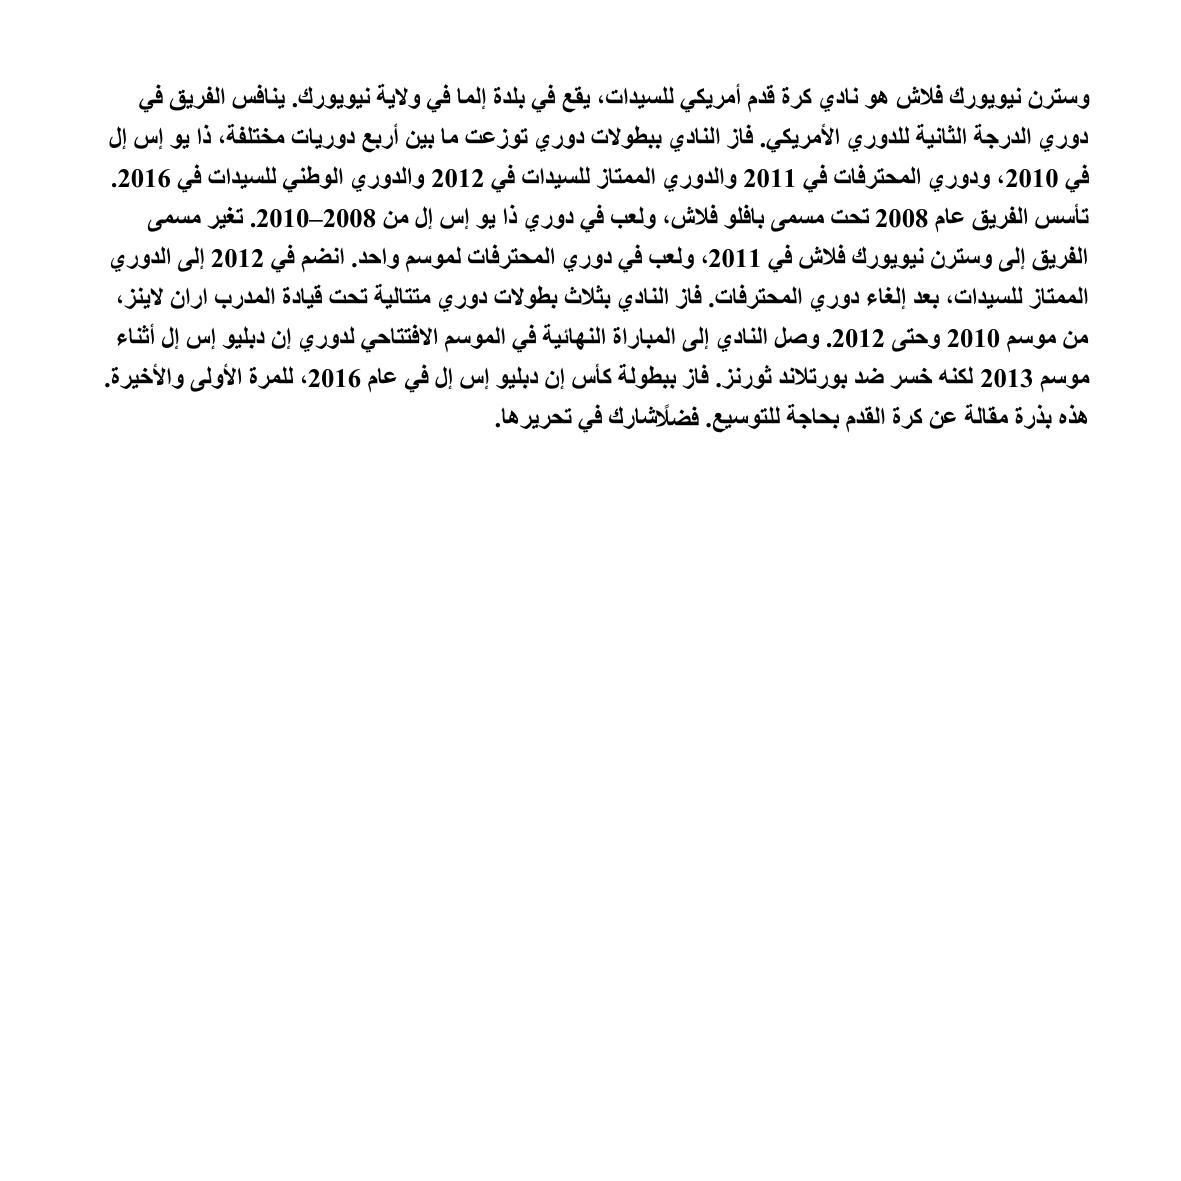 وسترن نيويورك فلاش هو نادي كرة قدم أمريكي للسيدات، يقع في بلدة إلما في ولاية نيويورك. ينافس الفريق في
دوري الدرجة الثانية للدوري الأمريكي. فاز النادي ببطولات دوري توزعت ما بين أربع دوريات مختلفة، ذا يو إس إل
في 2010، ودوري المحترفات في 2011 والدوري الممتاز للسيدات في 2012 والدوري الوطني للسيدات في 2016.
تأسس الفريق عام 2008 تحت مسمى بافلو فلاش، ولعب في دوري ذا يو إس إل من 2008–2010. تغير مسمى
الفريق إلى وسترن نيويورك فلاش في 2011، ولعب في دوري المحترفات لموسم واحد. انضم في 2012 إلى الدوري
الممتاز للسيدات، بعد إلغاء دوري المحترفات. فاز النادي بثلاث بطولات دوري متتالية تحت قيادة المدرب اران لاينز،
من موسم 2010 وحتى 2012. وصل النادي إلى المباراة النهائية في الموسم الافتتاحي لدوري إن دبليو إس إل أثناء
موسم 2013 لكنه خسر ضد بورتلاند ثورنز. فاز ببطولة كأس إن دبليو إس إل في عام 2016، للمرة الأولى والأخيرة.
هذه بذرة مقالة عن كرة القدم بحاجة للتوسيع. فضلًاشارك في تحريرها.